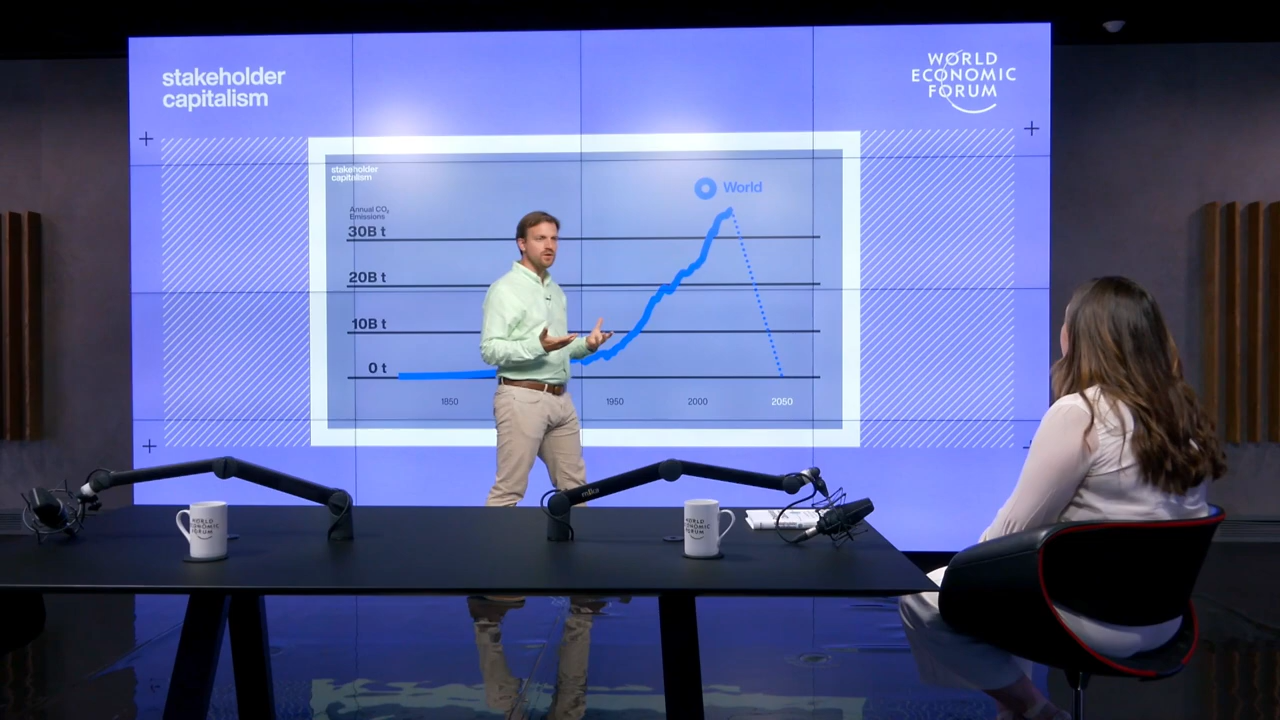 stakeholder
capitalism
WORLD
ECONOMIC
FORUM
stakeholder
capitalism
World
Annual CO₂
Emissions
30B t
20B t
10B t
0 t
1850
1950
2000
2050
mika
WORLD
ECONOMIC
FORUM
WORLD
ECONOMIC
FORUM